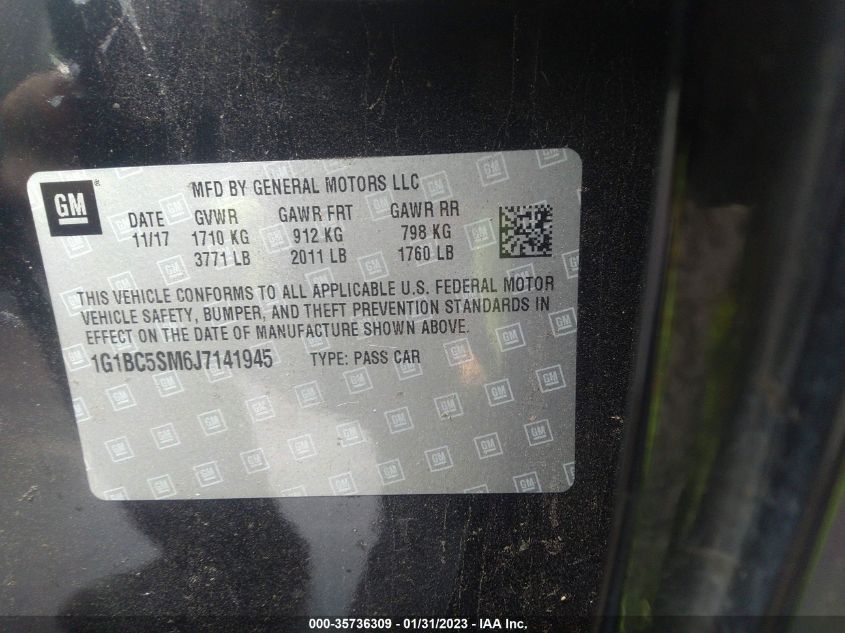 GM ®
MFD BY GENERAL MOTORS LLC
DATE GVWR GAWR FRT GAWR RR
11/17 1710 KG 912 KG 798 KG
3771 LB 2011 LB 1760 LB
THIS VEHICLE CONFORMS TO ALL APPLICABLE U.S. FEDERAL MOTOR
VEHICLE SAFETY, BUMPER, AND THEFT PREVENTION STANDARDS IN
EFFECT ON THE DATE OF MANUFACTURE SHOWN ABOVE.
1G1BC5SM6J7141945 TYPE: PASS CAR
000-35736309 - 01/31/2023 - IAA Inc.